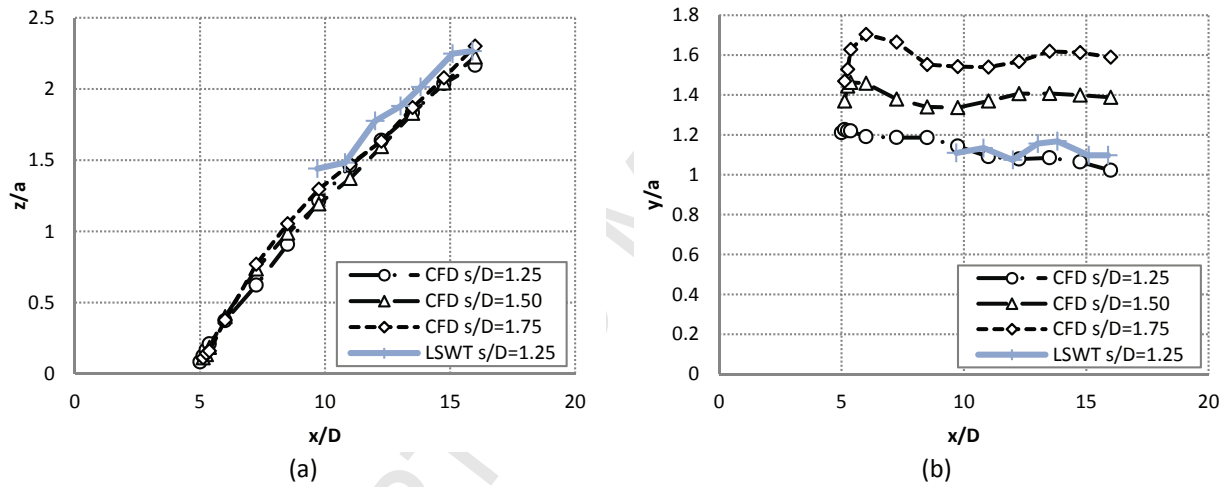 2.5
2
1.5
1
0.5
0
z/a
0 5 10 15 20
x/D
CFD s/D=1.25
CFD s/D=1.50
CFD s/D=1.75
LSWT s/D=1.25
(a)
1.8
1.6
1.4
1.2
1
0.8
0.6
0.4
0.2
0
y/a
0 5 10 15 20
x/D
CFD s/D=1.25
CFD s/D=1.50
CFD s/D=1.75
LSWT s/D=1.25
(b)